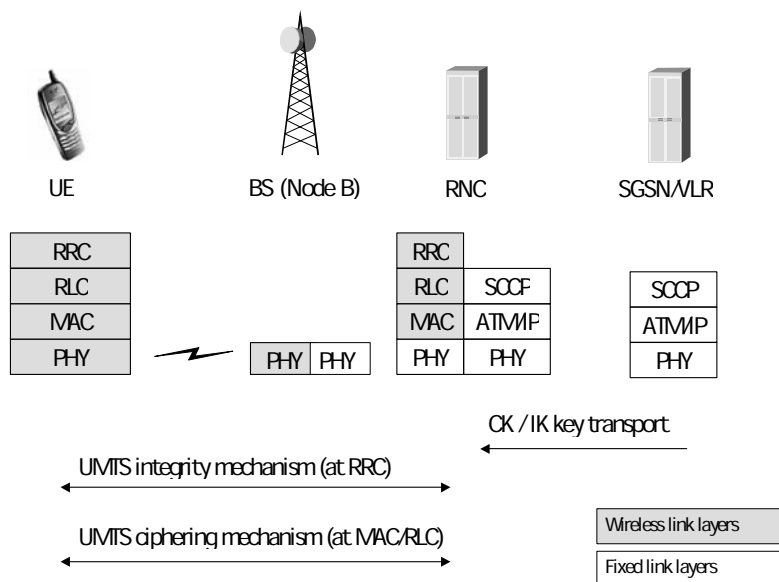 UE
BS (Node B)
RNC
SGSN/VLR
RRC
RLC
MAC
PHY
PHY PHY
RRC
RLC SCCP
MAC ATM/IP
PHY PHY
SCCP
ATM/IP
PHY
CK / IK key transport
UMTS integrity mechanism (at RRC)
UMTS ciphering mechanism (at MAC/RLC)
Wireless link layers
Fixed link layers